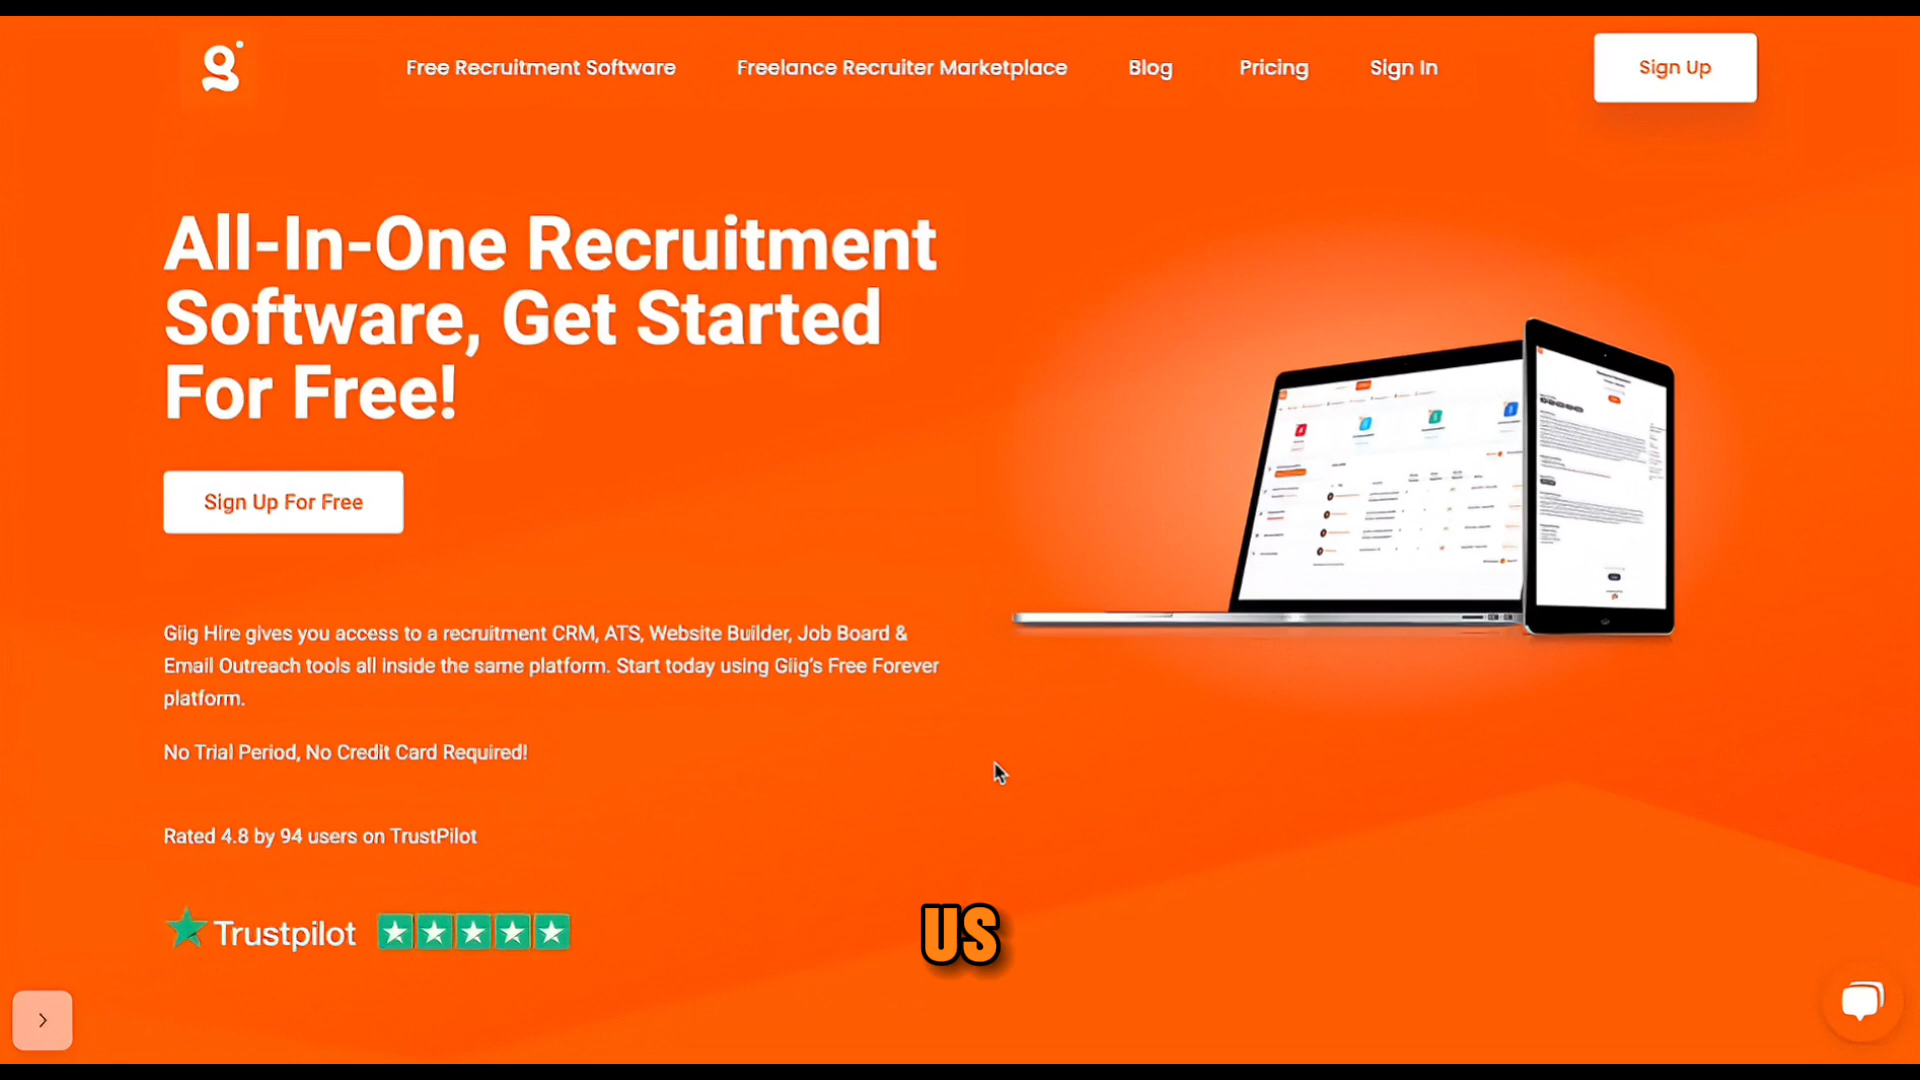 g
Free Recruitment Software
Freelance Recruiter Marketplace
Blog
Pricing
Sign In
Sign Up
All-In-One Recruitment
Software, Get Started
For Free!
Sign Up For Free
Giig Hire gives you access to a recruitment CRM, ATS, Website Builder, Job Board &
Email Outreach tools all inside the same platform. Start today using Giig's Free Forever
platform.
No Trial Period, No Credit Card Required!
Rated 4.8 by 94 users on TrustPilot
Trustpilot
US